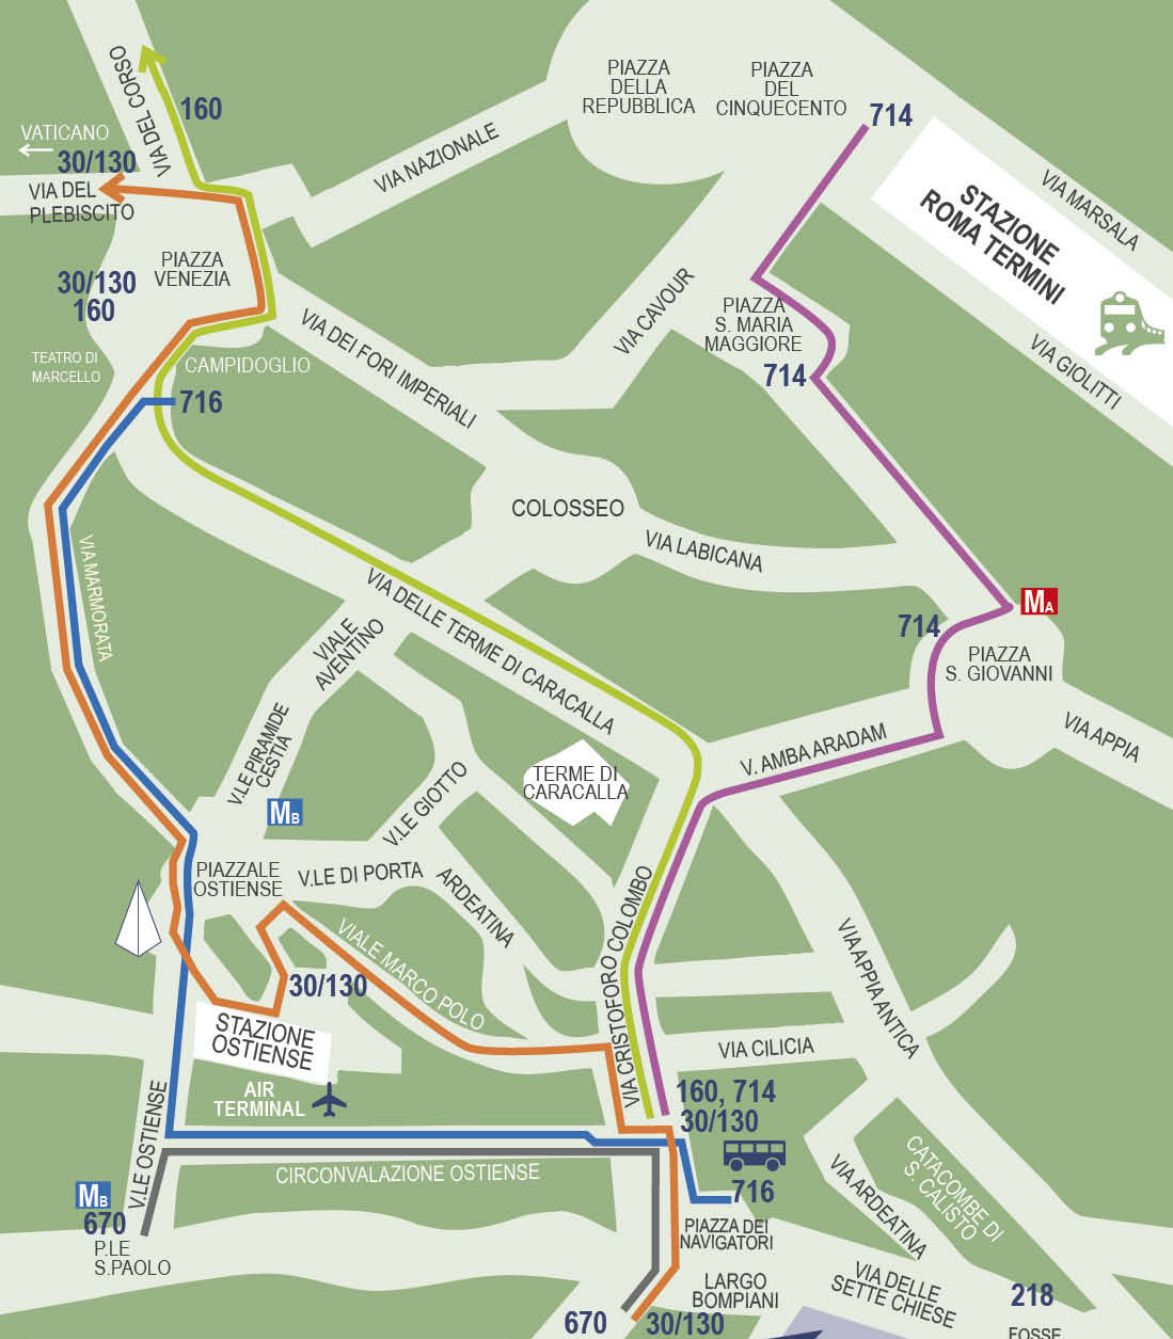 VIA DEL CORSO
160
VATICANO
30/130
VIA DEL
PLEBISCITO
PIAZZA
VENEZIA
30/130
160
TEATRO DI
MARCELLO
CAMPIDOGLIO
716
VIA NAZIONALE
PIAZZA
DELLA
REPUBBLICA
PIAZZA
DEL
CINQUECENTO
714
VIA MARSALA
STAZIONE
ROMA TERMINI
VIA GIOLITTI
VIA CAVOUR
PIAZZA
S. MARIA
MAGGIORE
714
VIA DEI FORI IMPERIALI
COLOSSEO
VIA LABICANA
MA
714
PIAZZA
S. GIOVANNI
VIA APPIA
V. AMBA ARADAM
VIA MARMORATA
VIA DELLE TERME DI CARACALLA
VIALE
AVENTINO
V.LE PIRAMIDE
CESTIA
TERME DI
CARACALLA
MB
V.LE GIOTTO
PIAZZALE
OSTIENSE
V.LE DI PORTA
ARDEATINA
VIALE MARCO POLO
30/130
STAZIONE
OSTIENSE
AIR
TERMINAL
VIA CRISTOFORO COLOMBO
VIA APPIA ANTICA
VIA CILICIA
160, 714
30/130
716
PIAZZA DEI
NAVIGATORI
V.LE OSTIENSE
CIRCONVALAZIONE OSTIENSE
MB
670
P.LE
S.PAOLO
VIA ARDEATINA
CATACOMBE DI
S. CALISTO
VIA DELLE
SETTE CHIESE
LARGO
BOMPIANI
670
30/130
218
FOSSE